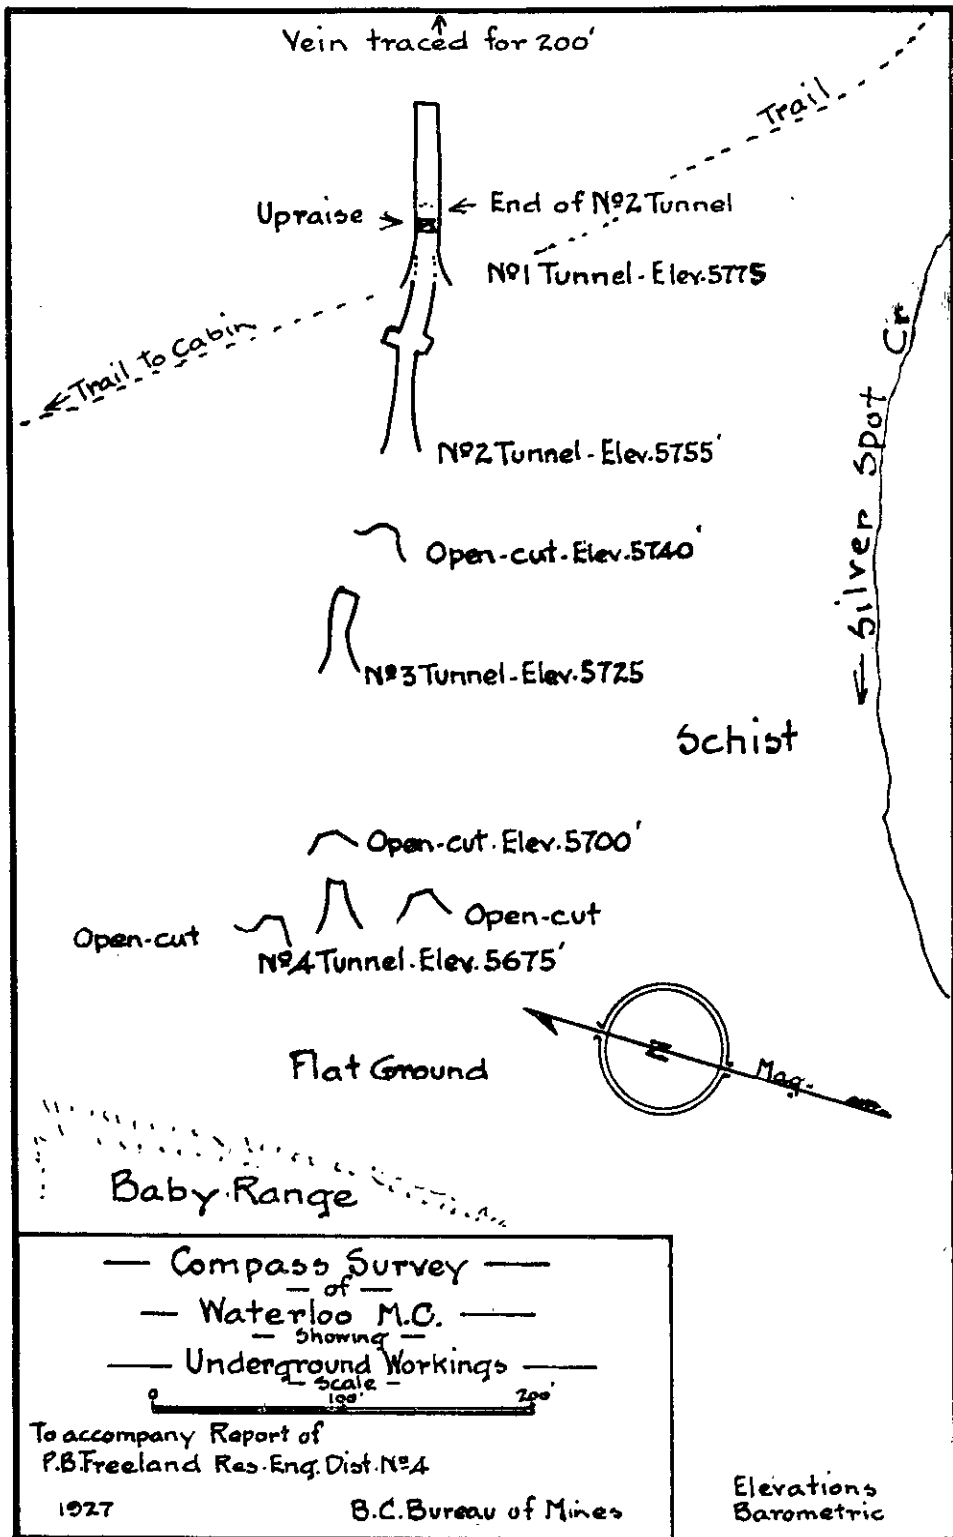 Vein traced for 200'
Trail
Upraise
End of Nº2 Tunnel
Nº1 Tunnel - Elev. 5775
Trail to Cabin
Silver Spot Cr
Nº2 Tunnel - Elev. 5755'
Open-cut - Elev. 5740'
Nº3 Tunnel - Elev. 5725
Schist
Open-cut. Elev. 5700'
Open-cut
Open-cut
Nº4 Tunnel. Elev. 5675'
N
Mag.
Flat Ground
Baby Range
Compass Survey
of
Waterloo M.C.
Showing
Underground Workings
Scale
0 100' 200'
To accompany Report of
P.B. Freeland Res. Eng. Dist. Nº4
1927 B.C. Bureau of Mines
Elevations
Barometric